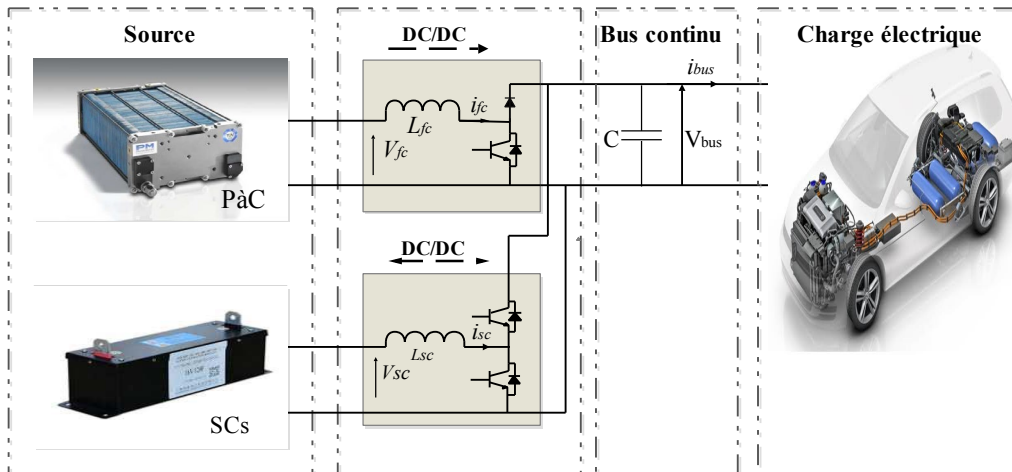 Source
DC/DC
Bus continu
Charge électrique
ifc
Lfc
Vfc
PM
PàC
C
Vbus
ibus
DC/DC
isc
Lsc
Vsc
SCs